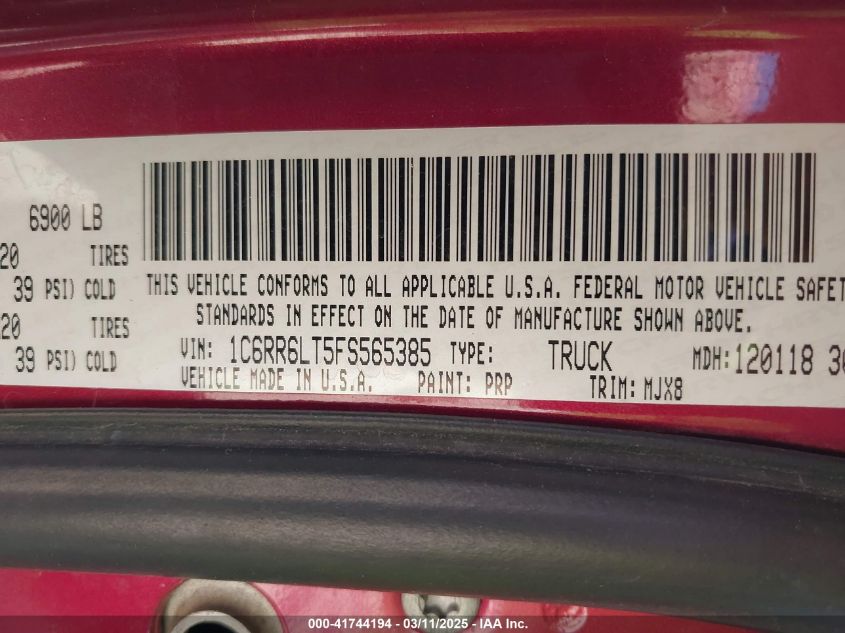 6900 LB
20 TIRES
39 PSI) COLD
20 TIRES
39 PSI) COLD
THIS VEHICLE CONFORMS TO ALL APPLICABLE U.S.A. FEDERAL MOTOR VEHICLE SAFET
STANDARDS IN EFFECT ON THE DATE OF MANUFACTURE SHOWN ABOVE.
VIN: 1C6RR6LT5FS565385 TYPE: TRUCK MDH: 120118 30
VEHICLE MADE IN U.S.A. PAINT: PRP TRIM: MJX8
000-41744194 - 03/11/2025 - IAA Inc.